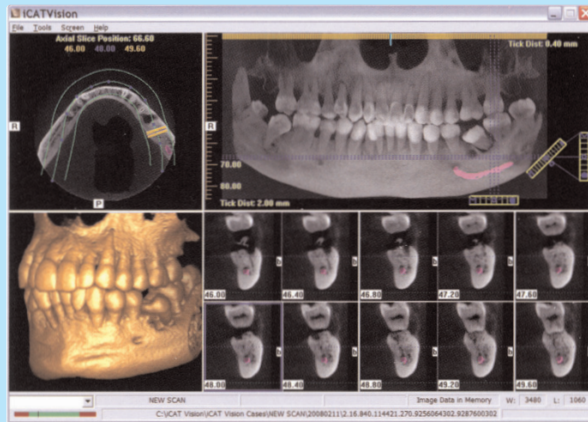 iCATVision
File Tools Screen Help
Axial Slice Position: 66.60
46.00 48.00 49.60
R
P
Tick Dist: 0.40 mm
R
70.00
80.00
Tick Dist: 2.00 mm
46.00 b 46.40 b 46.80 b 47.20 b 47.60 b
48.00 b 48.40 b 48.80 b 49.20 b 49.60 b
NEW SCAN Image Data in Memory W: 3480 L: 1060
C:\ICAT Vision\ICAT Vision Cases\NEW SCAN\20080211\2.16.840.114421.270.9256064302.9287600302